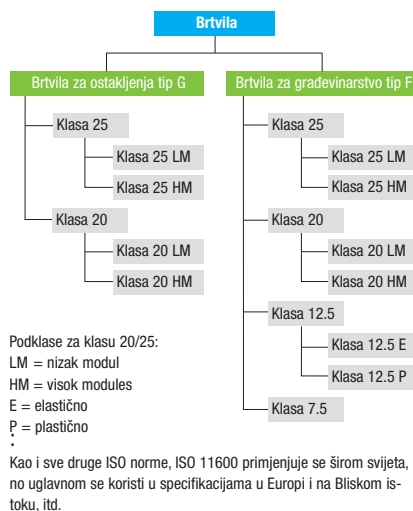 Brtvila
Brtvila za ostakljenja tip G
Klasa 25
Klasa 25 LM
Klasa 25 HM
Klasa 20
Klasa 20 LM
Klasa 20 HM
Brtvila za građevinarstvo tip F
Klasa 25
Klasa 25 LM
Klasa 25 HM
Klasa 20
Klasa 20 LM
Klasa 20 HM
Klasa 12.5
Klasa 12.5 E
Klasa 12.5 P
Klasa 7.5
Podklase za klasu 20/25:
LM = nizak modul
HM = visok modules
E = elastično
P = plastično
:
Kao i sve druge ISO norme, ISO 11600 primjenjuje se širom svijeta,
no uglavnom se koristi u specifikacijama u Europi i na Bliskom is-
toku, itd.